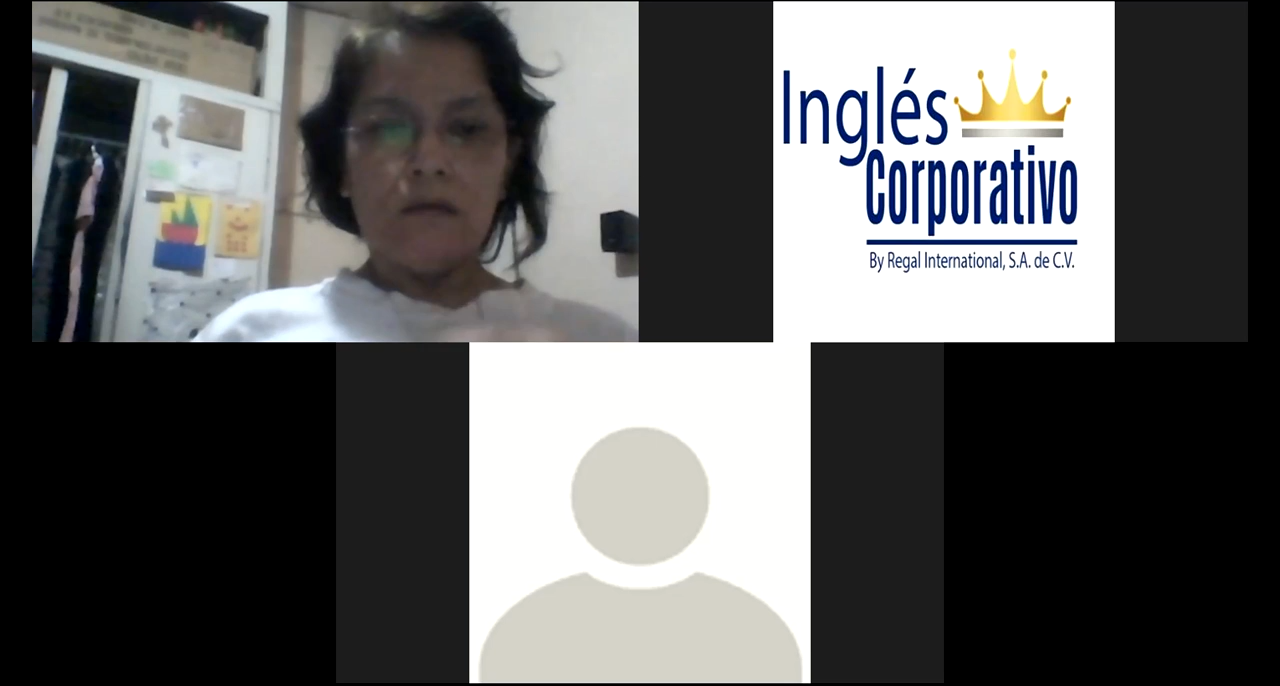 Inglés
Corporativo
By Regal International, S.A. de C.V.